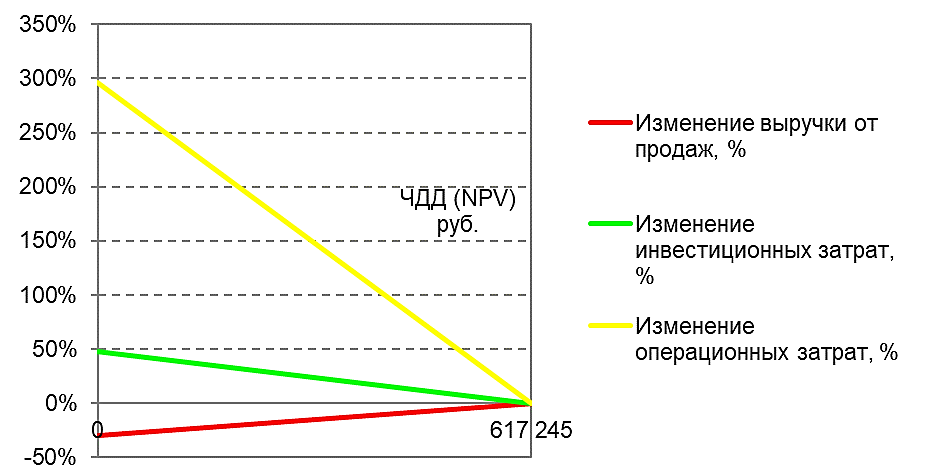 350%
300%
250%
200%
150%
100%
50%
0%
-50%
0
617 245
ЧДД (NPV)
руб.
Изменение выручки от
продаж, %
Изменение
инвестиционных затрат,
%
Изменение
операционных затрат, %